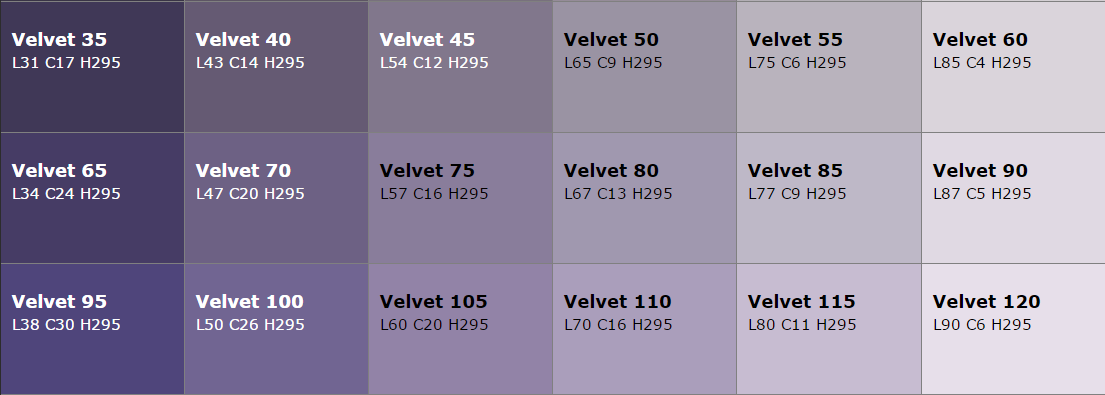 Velvet 35
L31 C17 H295
Velvet 40
L43 C14 H295
Velvet 45
L54 C12 H295
Velvet 50
L65 C9 H295
Velvet 55
L75 C6 H295
Velvet 60
L85 C4 H295
Velvet 65
L34 C24 H295
Velvet 70
L47 C20 H295
Velvet 75
L57 C16 H295
Velvet 80
L67 C13 H295
Velvet 85
L77 C9 H295
Velvet 90
L87 C5 H295
Velvet 95
L38 C30 H295
Velvet 100
L50 C26 H295
Velvet 105
L60 C20 H295
Velvet 110
L70 C16 H295
Velvet 115
L80 C11 H295
Velvet 120
L90 C6 H295